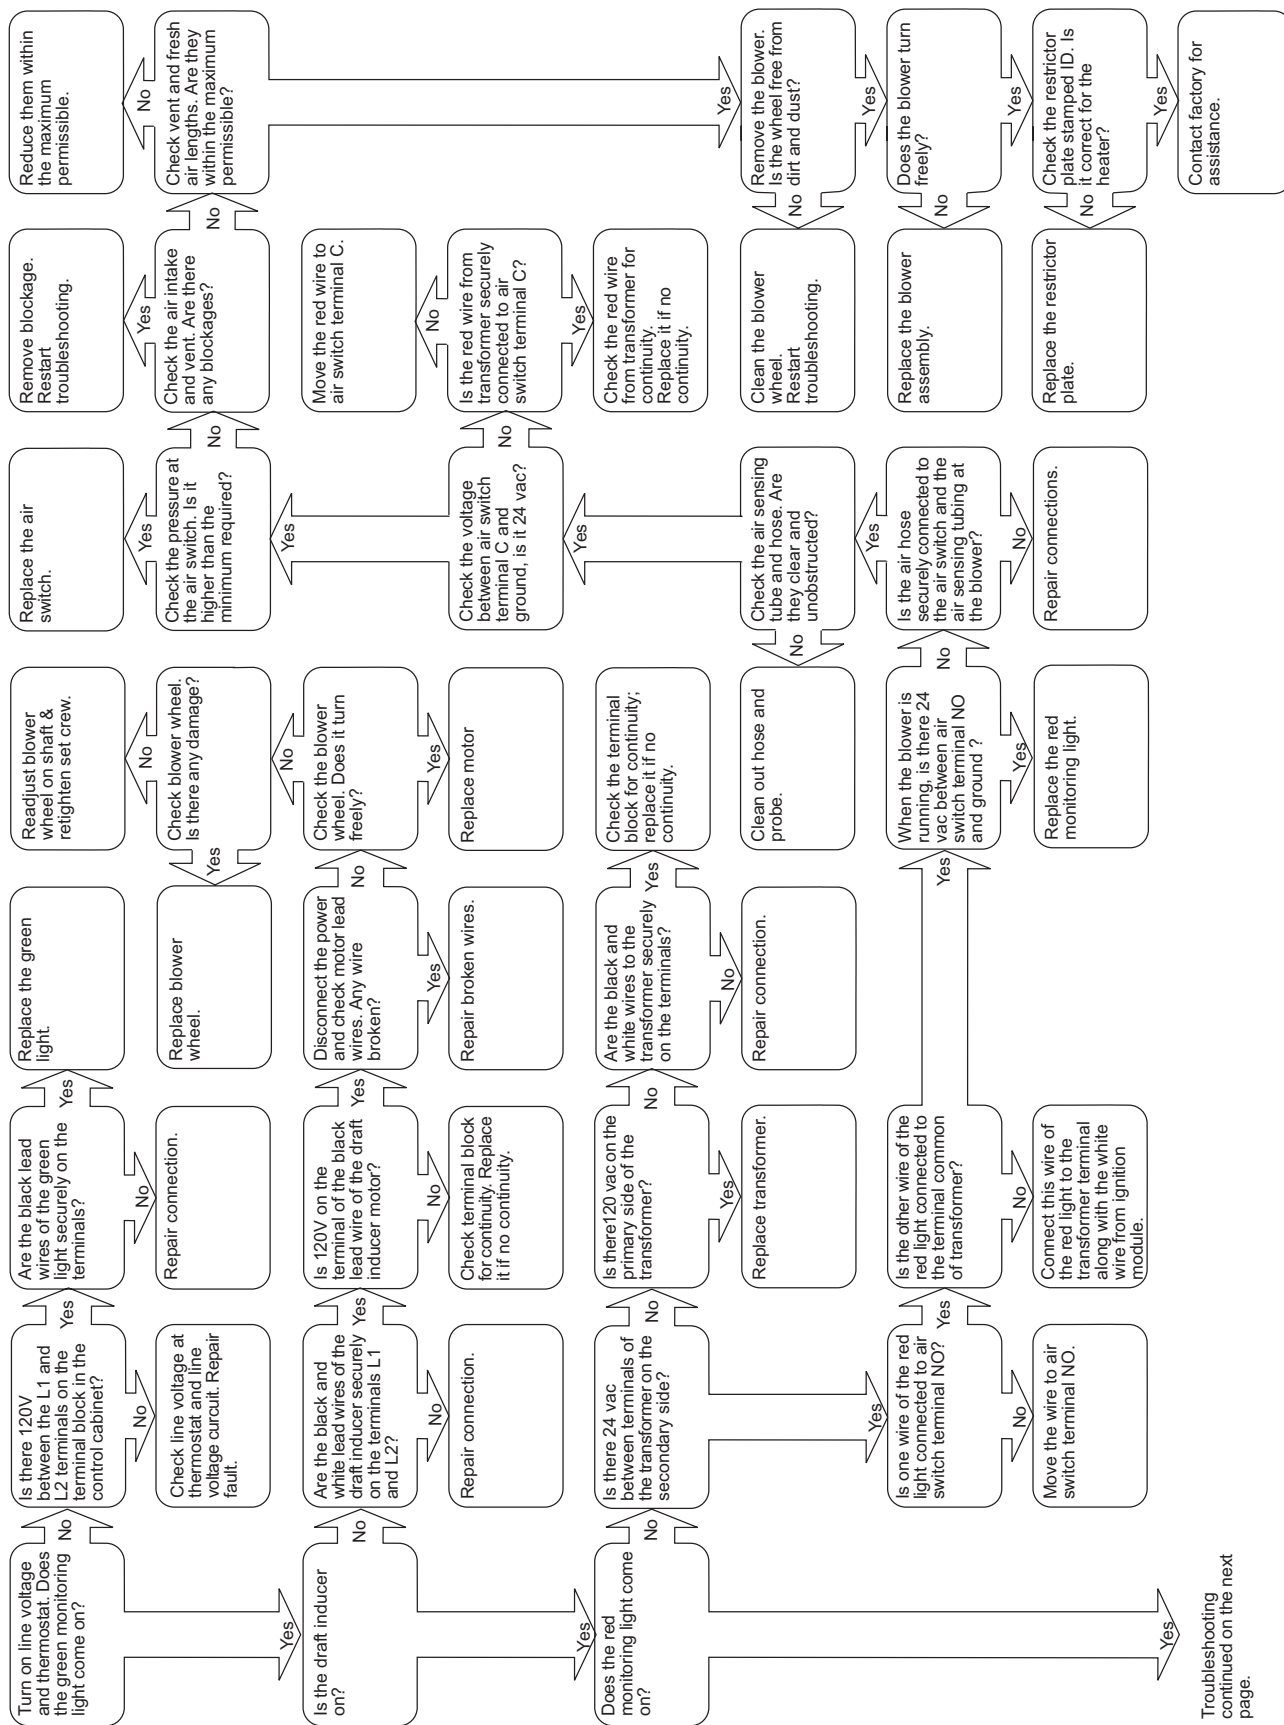 Turn on line voltage
and thermostat. Does
the green monitoring
light come on?
No
Is there 120V
between the L1 and
L2 terminals on the
terminal block in the
control cabinet?
Yes
Are the black lead
wires of the green
light securely on the
terminals?
Yes
Replace the green
light.
No
Check line voltage at
thermostat and line
voltage curcuit. Repair
fault.
No
Repair connection.
Yes
Is the draft inducer
on?
No
Are the black and
white lead wires of the
draft inducer securely
on the terminals L1
and L2?
Yes
Is 120V on the
terminal of the black
lead wire of the draft
inducer motor?
Yes
Disconnect the power
and check motor lead
wires. Any wire
broken?
No
Check the blower
wheel. Does it turn
freely?
No
Check blower wheel.
Is there any damage?
No
Readjust blower
wheel on shaft &
retighten set crew.
Yes
Replace blower
wheel.
Yes
Replace motor
No
Repair connection.
No
Check terminal block
for continuity. Replace
it if no continuity.
Yes
Repair broken wires.
Yes
Does the red
monitoring light come
on?
No
Is there 24 vac
between terminals of
the transformer on the
secondary side?
No
Is there120 vac on the
primary side of the
transformer?
No
Are the black and
white wires to the
transformer securely
on the terminals?
Yes
Check the terminal
block for continuity;
replace it if no
continuity.
Yes
Replace transformer.
No
Repair connection.
Yes
Is one wire of the red
light connected to air
switch terminal NO?
Yes
Is the other wire of the
red light connected to
the terminal common
of transformer?
Yes
When the blower is
running, is there 24
vac between air
switch terminal NO
and ground ?
No
Is the air hose
securely connected to
the air switch and the
air sensing tubing at
the blower?
No
Move the wire to air
switch terminal NO.
No
Connect this wire of
the red light to the
transformer terminal
along with the white
wire from ignition
module.
Yes
Replace the red
monitoring light.
No
Repair connections.
Yes
Check the air sensing
tube and hose. Are
they clear and
unobstructed?
No
Clean out hose and
probe.
Yes
Check the voltage
between air switch
terminal C and
ground, is it 24 vac?
No
Is the red wire from
transformer securely
connected to air
switch terminal C?
No
Move the red wire to
air switch terminal C.
Yes
Check the red wire
from transformer for
continuity.
Replace it if no
continuity.
Yes
Check the pressure at
the air switch. Is it
higher than the
minimum required?
Yes
Replace the air
switch.
No
Check the air intake
and vent. Are there
any blockages?
Yes
Remove blockage.
Restart
troubleshooting.
No
Check vent and fresh
air lengths. Are they
within the maximum
permissible?
No
Reduce them within
the maximum
permissible.
Yes
Remove the blower.
Is the wheel free from
dirt and dust?
No
Clean the blower
wheel.
Restart
troubleshooting.
Yes
Does the blower turn
freely?
No
Replace the blower
assembly.
Yes
Check the restrictor
plate stamped ID. Is
it correct for the
heater?
No
Replace the restrictor
plate.
Yes
Contact factory for
assistance.
Yes
Troubleshooting
continued on the next
page.